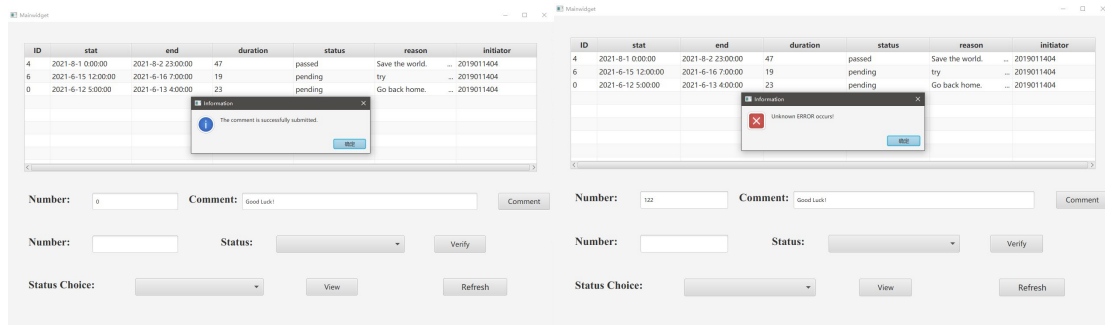 Mainwidget
ID stat end duration status reason initiator
4 2021-8-1 0:00:00 2021-8-2 23:00:00 47 passed Save the world. ... 2019011404
6 2021-6-15 12:00:00 2021-6-16 7:00:00 19 pending try ... 2019011404
0 2021-6-12 5:00:00 2021-6-13 4:00:00 23 pending Go back home. ... 2019011404
Information
The comment is successfully submitted.
确定
Number: 0 Comment: Good Luck! Comment
Number: Status: Verify
Status Choice: View Refresh
Mainwidget
ID stat end duration status reason initiator
4 2021-8-1 0:00:00 2021-8-2 23:00:00 47 passed Save the world. ... 2019011404
6 2021-6-15 12:00:00 2021-6-16 7:00:00 19 pending try ... 2019011404
0 2021-6-12 5:00:00 2021-6-13 4:00:00 23 pending Go back home. ... 2019011404
Information
Unknown ERROR occurs!
确定
Number: 122 Comment: Good Luck! Comment
Number: Status: Verify
Status Choice: View Refresh